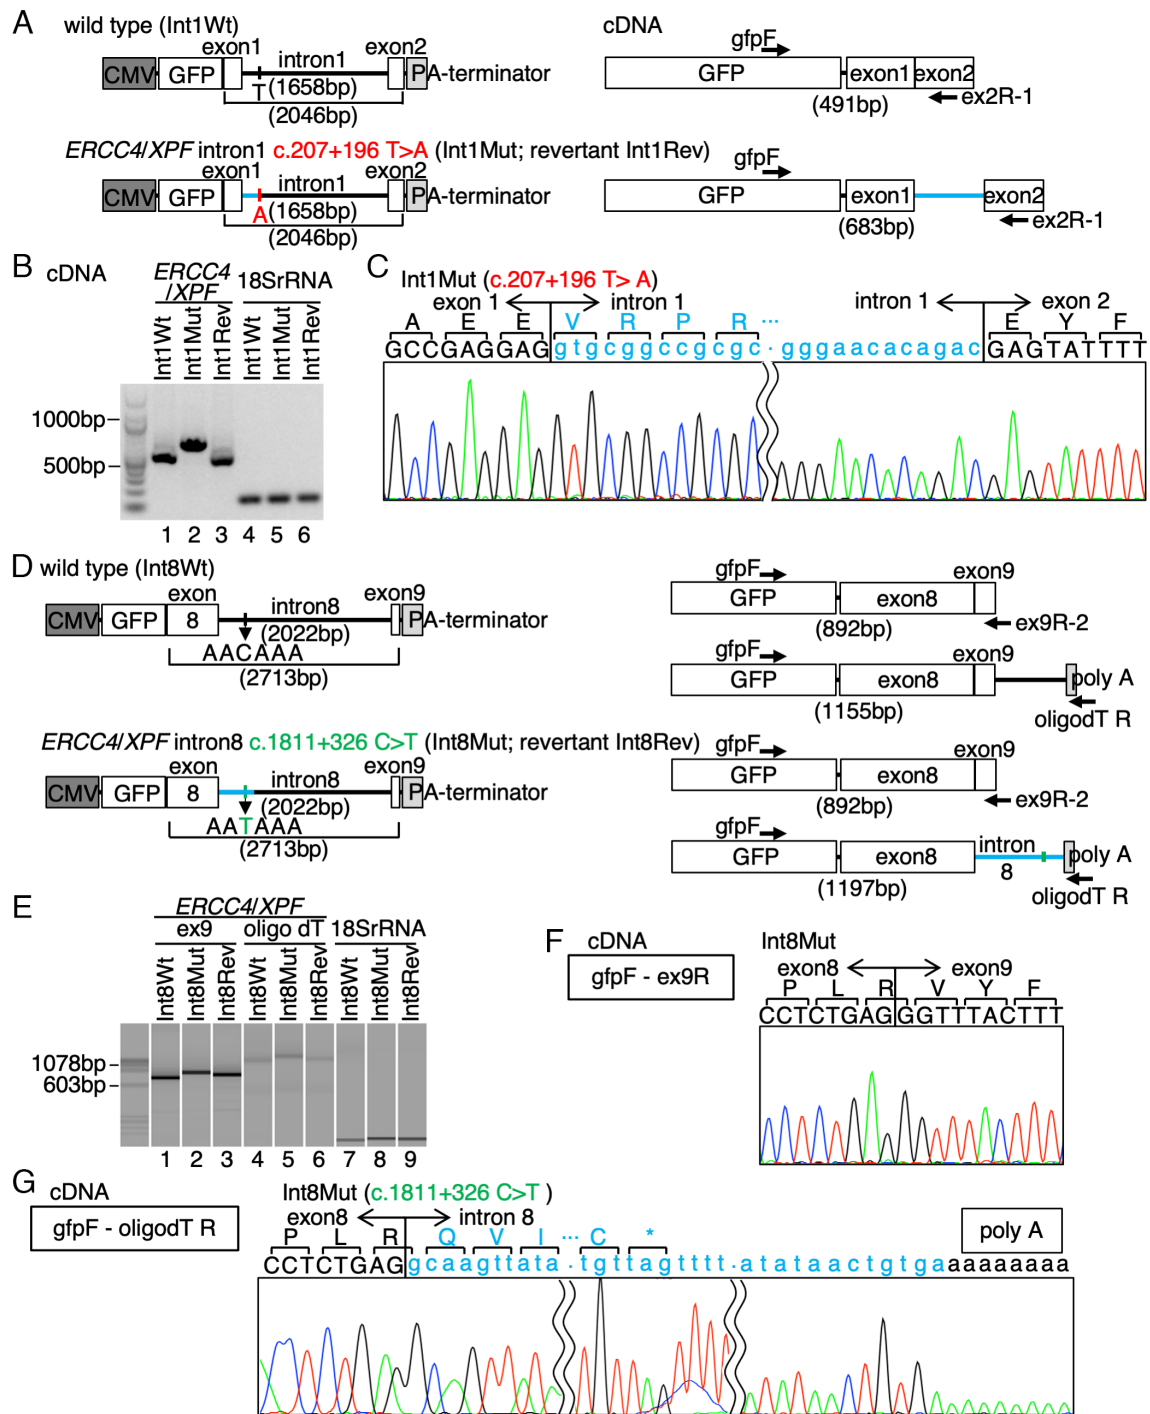 A wild type (Int1Wt) cDNA
exon1 intron1 exon2
CMV GFP PA-terminator
T (1658bp)
(2046bp)
gfpF
GFP exon1 exon2
(491bp) ex2R-1
ERCC4/XPF intron1 c.207+196 T>A (Int1Mut; revertant Int1Rev)
exon1 intron1 exon2
CMV GFP PA-terminator
A (1658bp)
(2046bp)
gfpF
GFP exon1 exon2
(683bp) ex2R-1
B cDNA
ERCC4
/XPF 18SrRNA
Int1Wt Int1Mut Int1Rev Int1Wt Int1Mut Int1Rev
1000bp
500bp
1 2 3 4 5 6
C Int1Mut (c.207+196 T> A)
exon 1 intron 1 intron 1 exon 2
A E E V R P R ... E Y F
GCCGAGGAGgtgcggccgcgc·gggaacacagacGAGTATTTT
D wild type (Int8Wt)
exon intron8 exon9
CMV GFP 8 PA-terminator
(2022bp)
AACAAA
(2713bp)
gfpF exon9
GFP exon8
(892bp) ex9R-2
gfpF exon9
GFP exon8 poly A
(1155bp) oligodT R
ERCC4/XPF intron8 c.1811+326 C>T (Int8Mut; revertant Int8Rev)
exon intron8 exon9
CMV GFP 8 PA-terminator
(2022bp)
AATAAA
(2713bp)
gfpF exon9
GFP exon8
(892bp) ex9R-2
gfpF
GFP exon8 intron 8 poly A
(1197bp) oligodT R
E ERCC4/XPF
ex9 oligo dT 18SrRNA
Int8Wt Int8Mut Int8Rev Int8Wt Int8Mut Int8Rev Int8Wt Int8Mut Int8Rev
1078bp
603bp
1 2 3 4 5 6 7 8 9
F cDNA Int8Mut
gfpF - ex9R
exon8 exon9
P L R V Y F
CCTCTGAGGGTTTACTTT
G cDNA Int8Mut (c.1811+326 C>T )
gfpF - oligodT R
exon8 intron 8 poly A
P L R Q V I ... C *
CCTCTGAGgcaagttata.tgttagtttt.atataactgtgaaaaaaaaa